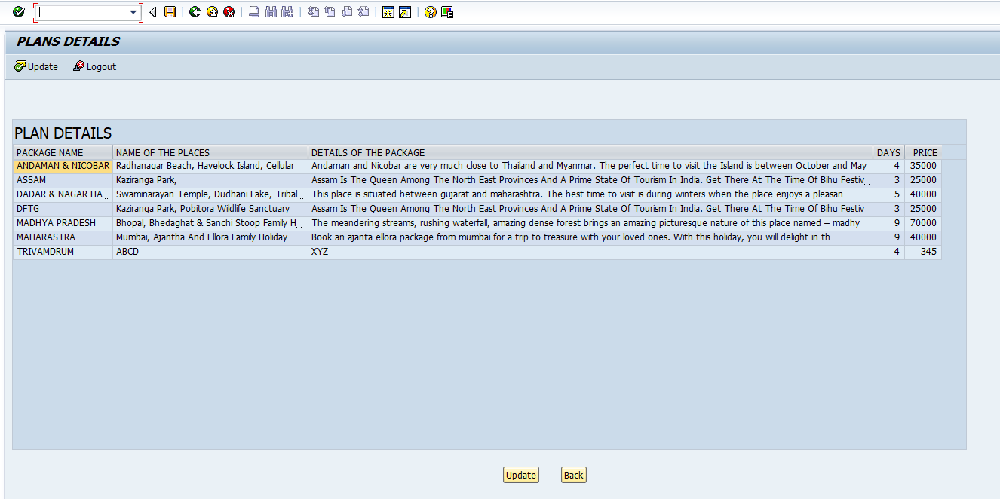 PLANS DETAILS
Update Logout
PLAN DETAILS
PACKAGE NAME NAME OF THE PLACES DETAILS OF THE PACKAGE DAYS PRICE
ANDAMAN & NICOBAR Radhanagar Beach, Havelock Island, Cellular ... Andaman and Nicobar are very much close to Thailand and Myanmar. The perfect time to visit the Island is between October and May 4 35000
ASSAM Kaziranga Park, Assam Is The Queen Among The North East Provinces And A Prime State Of Tourism In India. Get There At The Time Of Bihu Festiv... 3 25000
DADAR & NAGAR HA... Swaminarayan Temple, Dudhani Lake, Tribal ... This place is situated between gujarat and maharashtra. The best time to visit is during winters when the place enjoys a pleasan 5 40000
DFTG Kaziranga Park, Pobitora Wildlife Sanctuary Assam Is The Queen Among The North East Provinces And A Prime State Of Tourism In India. Get There At The Time Of Bihu Festiv... 3 25000
MADHYA PRADESH Bhopal, Bhedaghat & Sanchi Stoop Family H... The meandering streams, rushing waterfall, amazing dense forest brings an amazing picturesque nature of this place named – madhy 9 70000
MAHARASTRA Mumbai, Ajantha And Ellora Family Holiday Book an ajanta ellora package from mumbai for a trip to treasure with your loved ones. With this holiday, you will delight in th 9 40000
TRIVAMDRUM ABCD XYZ 4 345
Update Back